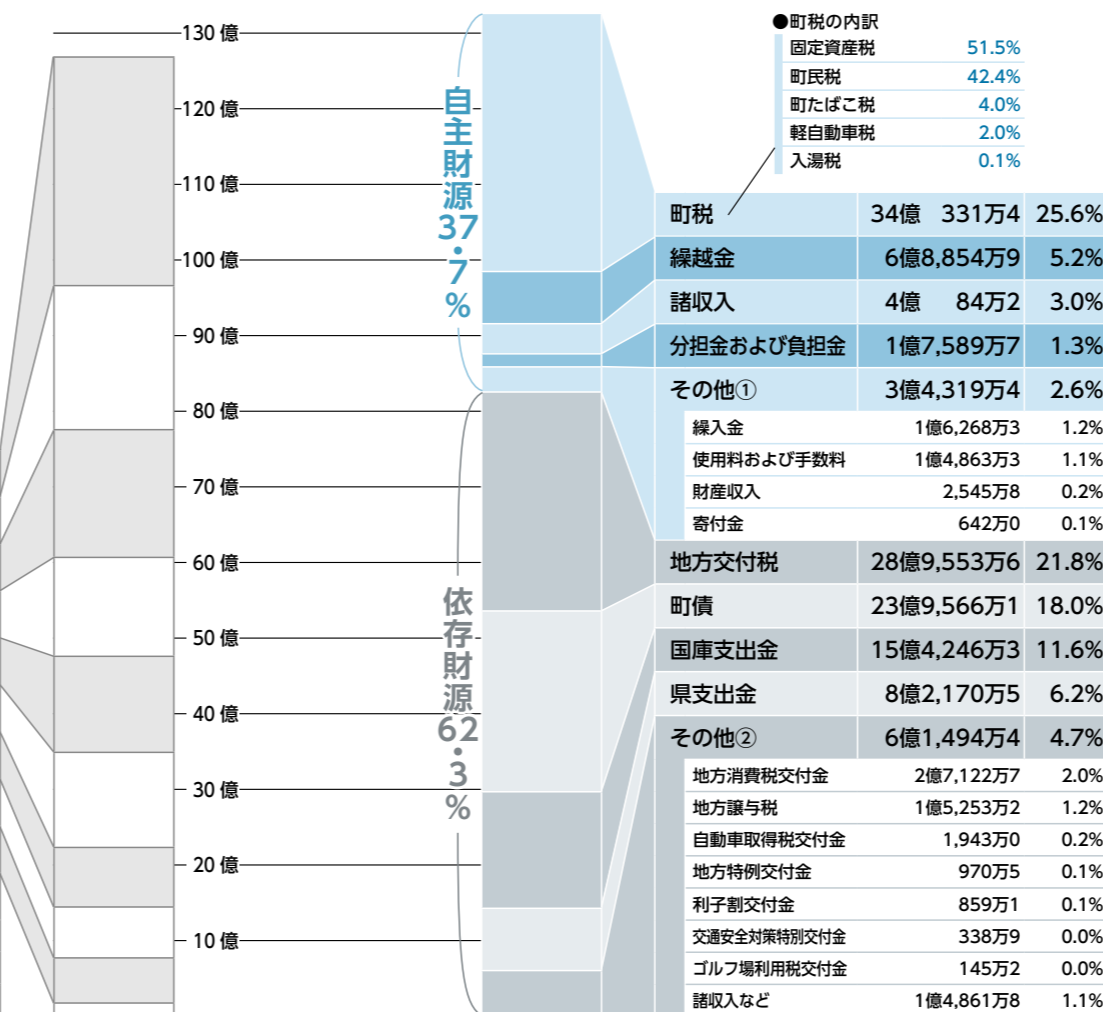 130 億
120 億
110 億
100 億
90 億
80 億
70 億
60 億
50 億
40 億
30 億
20 億
10 億
自主財源37・7%
依存財源62・3%
●町税の内訳
固定資産税 51.5%
町民税 42.4%
町たばこ税 4.0%
軽自動車税 2.0%
入湯税 0.1%
町税 34億 331万4 25.6%
繰越金 6億8,854万9 5.2%
諸収入 4億 84万2 3.0%
分担金および負担金 1億7,589万7 1.3%
その他① 3億4,319万4 2.6%
繰入金 1億6,268万3 1.2%
使用料および手数料 1億4,863万3 1.1%
財産収入 2,545万8 0.2%
寄付金 642万0 0.1%
地方交付税 28億9,553万6 21.8%
町債 23億9,566万1 18.0%
国庫支出金 15億4,246万3 11.6%
県支出金 8億2,170万5 6.2%
その他② 6億1,494万4 4.7%
地方消費税交付金 2億7,122万7 2.0%
地方譲与税 1億5,253万2 1.2%
自動車取得税交付金 1,943万0 0.2%
地方特例交付金 970万5 0.1%
利子割交付金 859万1 0.1%
交通安全対策特別交付金 338万9 0.0%
ゴルフ場利用税交付金 145万2 0.0%
諸収入など 1億4,861万8 1.1%